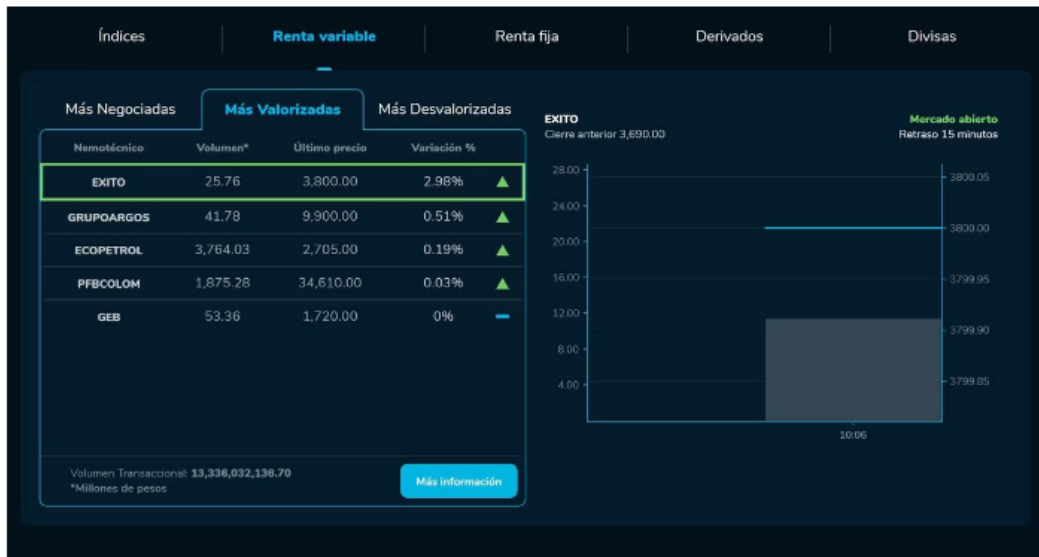 Índices Renta variable Renta fija Derivados Divisas
Más Negociadas Más Valorizadas Más Desvalorizadas
Nemotécnico Volumen* Último precio Variación %
EXITO 25.76 3,800.00 2.98%
GRUPOARGOS 41.78 9,900.00 0.51%
ECOPETROL 3,764.03 2,705.00 0.19%
PFBCOLOM 1,875.28 34,610.00 0.03%
GEB 53.36 1,720.00 0%
Volumen Transaccional: 13,336,032,136.70
*Millones de pesos
Más información
EXITO
Cierre anterior 3,690.00
Mercado abierto
Retraso 15 minutos
28.00
24.00
20.00
16.00
12.00
8.00
4.00
3800.05
3800.00
3799.95
3799.90
3799.85
10:06